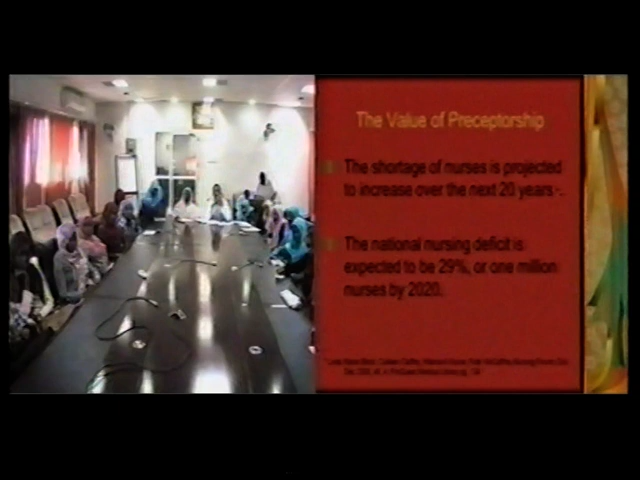 The Value of Preceptorship
The shortage of nurses is projected
to increase over the next 20 years
The national nursing deficit is
expected to be 29%, or one million
nurses by 2020.